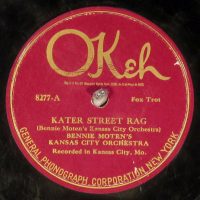 OKeh
8277-A
Fox Trot
KATER STREET RAG
(Bennie Moten's Kansas City Orchestra)
BENNIE MOTEN'S
KANSAS CITY ORCHESTRA
Recorded in Kansas City, Mo.
GENERAL PHONOGRAPH CORPORATION NEW YORK